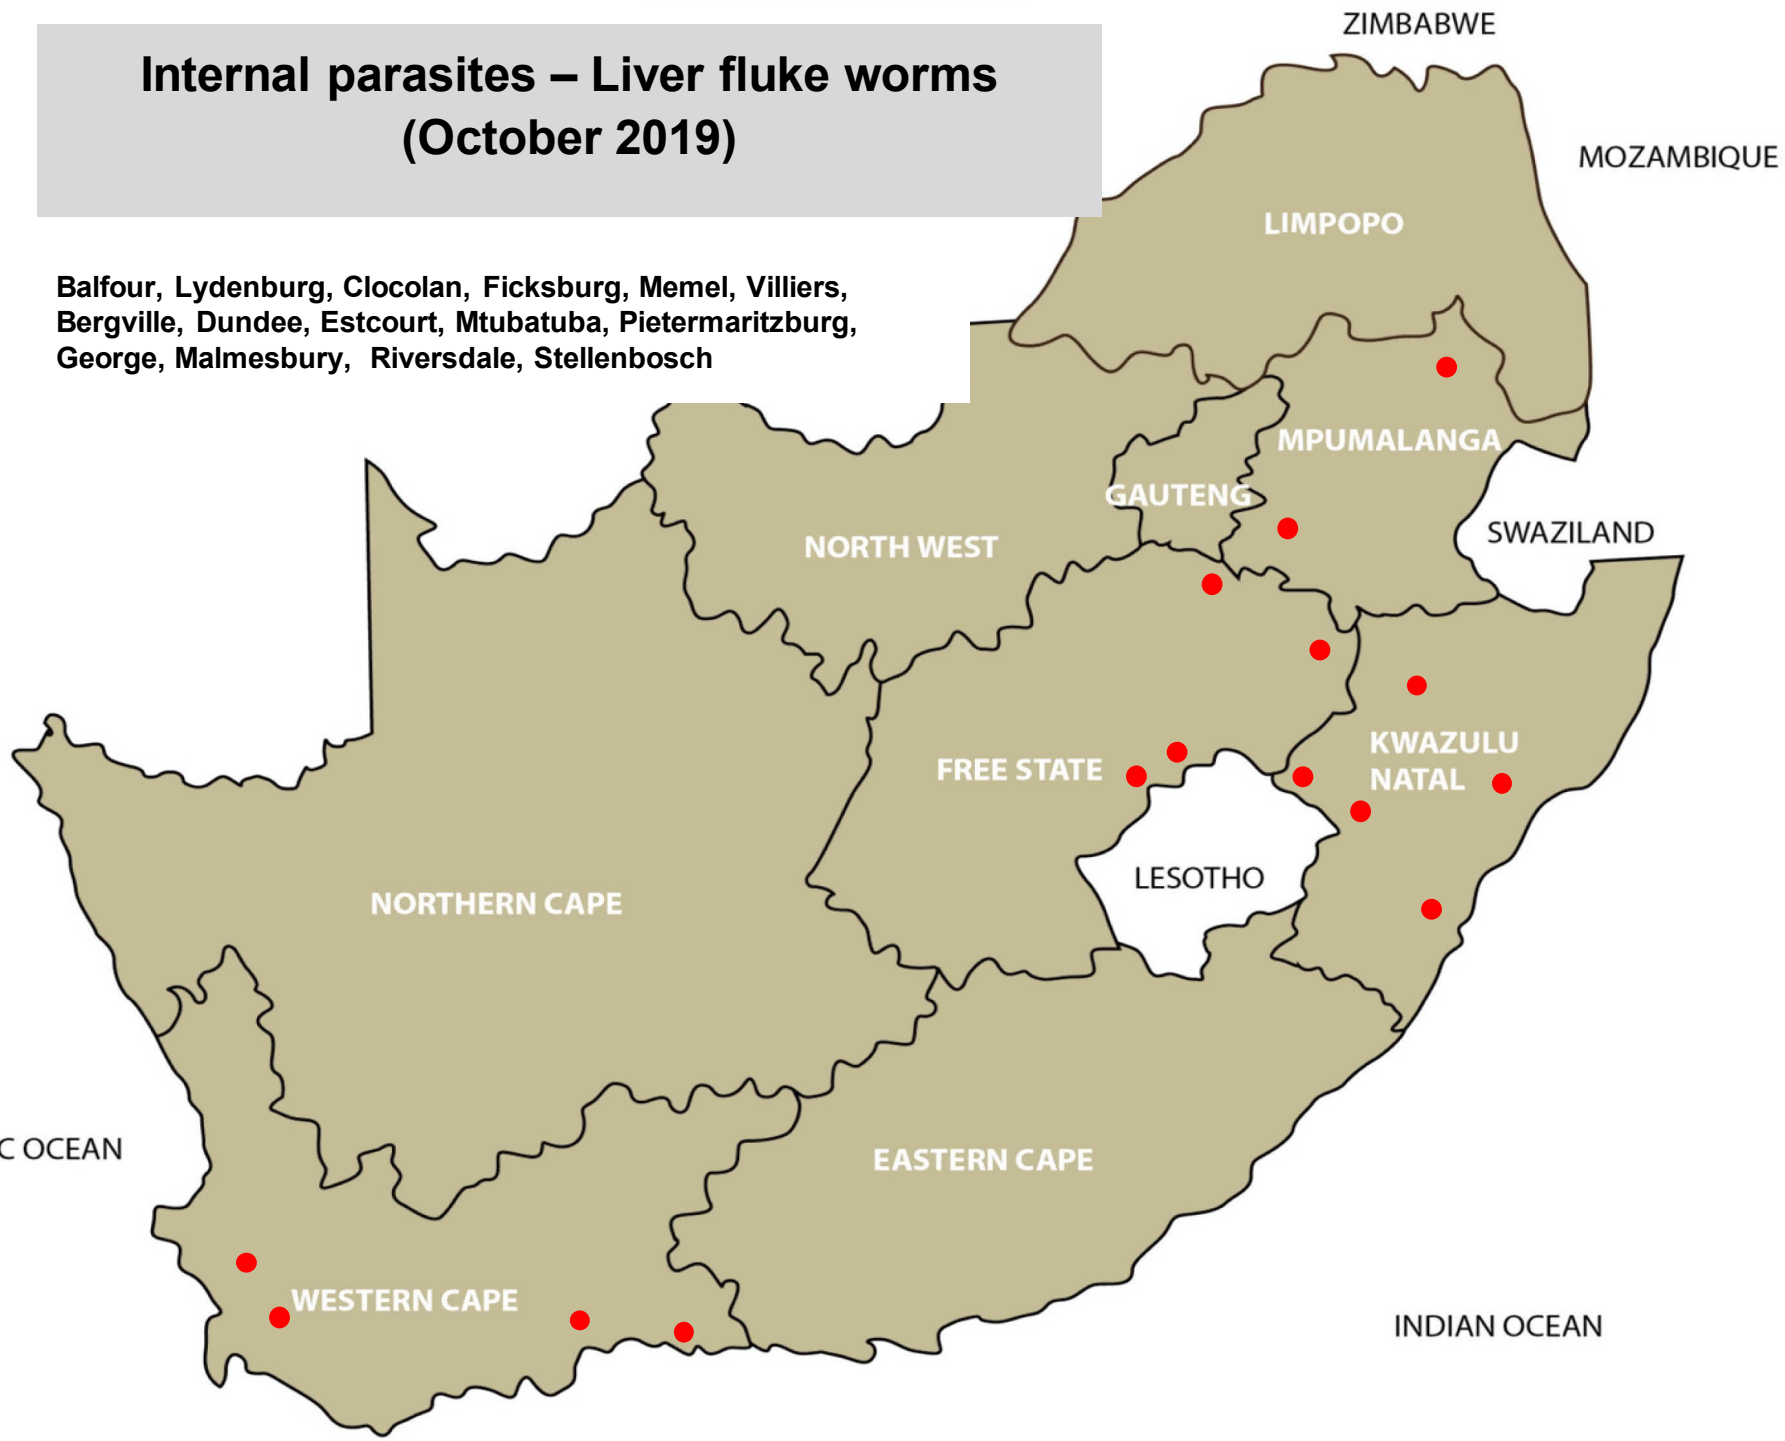 Internal parasites – Liver fluke worms
(October 2019)
Balfour, Lydenburg, Clocolan, Ficksburg, Memel, Villiers,
Bergville, Dundee, Estcourt, Mtubatuba, Pietermaritzburg,
George, Malmesbury, Riversdale, Stellenbosch
ZIMBABWE
MOZAMBIQUE
LIMPOPO
MPUMALANGA
GAUTENG
SWAZILAND
NORTH WEST
KWAZULU
NATAL
FREE STATE
LESOTHO
NORTHERN CAPE
C OCEAN
EASTERN CAPE
WESTERN CAPE
INDIAN OCEAN